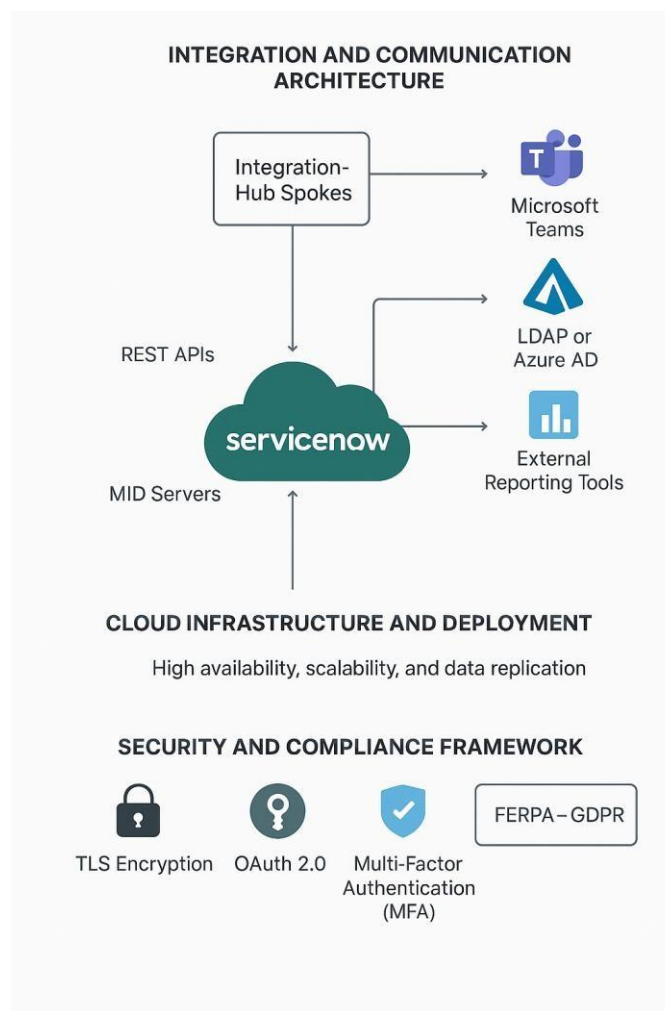 INTEGRATION AND COMMUNICATION
ARCHITECTURE
Integration-
Hub Spokes
T
Microsoft
Teams
LDAP or
Azure AD
REST APIs
servicenow
External
Reporting Tools
MID Servers
CLOUD INFRASTRUCTURE AND DEPLOYMENT
High availability, scalability, and data replication
SECURITY AND COMPLIANCE FRAMEWORK
TLS Encryption
OAuth 2.0
Multi-Factor
Authentication
(MFA)
FERPA–GDPR